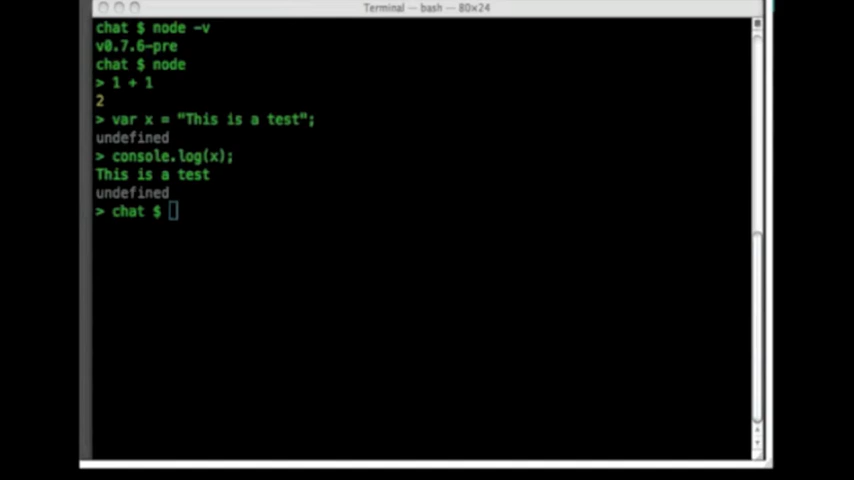 Terminal — bash — 80x24
chat $ node -v
v0.7.6-pre
chat $ node
> 1 + 1
2
> var x = "This is a test";
undefined
> console.log(x);
This is a test
undefined
> chat $